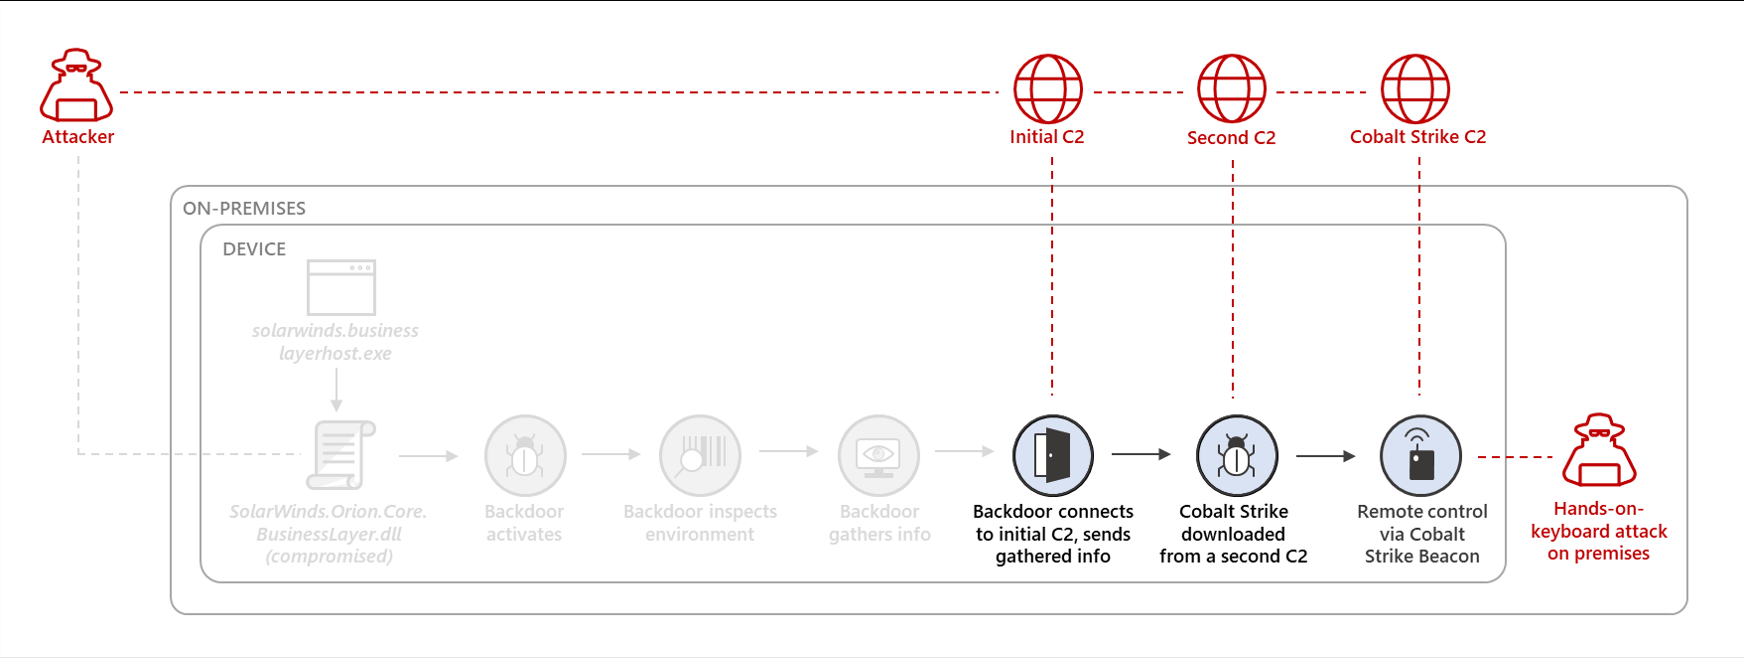 Attacker
Initial C2
Second C2
Cobalt Strike C2
ON-PREMISES
DEVICE
solarwinds.business
layerhost.exe
SolarWinds.Orion.Core.
BusinessLayer.dll
(compromised)
Backdoor
activates
Backdoor inspects
environment
Backdoor
gathers info
Backdoor connects
to initial C2, sends
gathered info
Cobalt Strike
downloaded
from a second C2
Remote control
via Cobalt
Strike Beacon
Hands-on-
keyboard attack
on premises